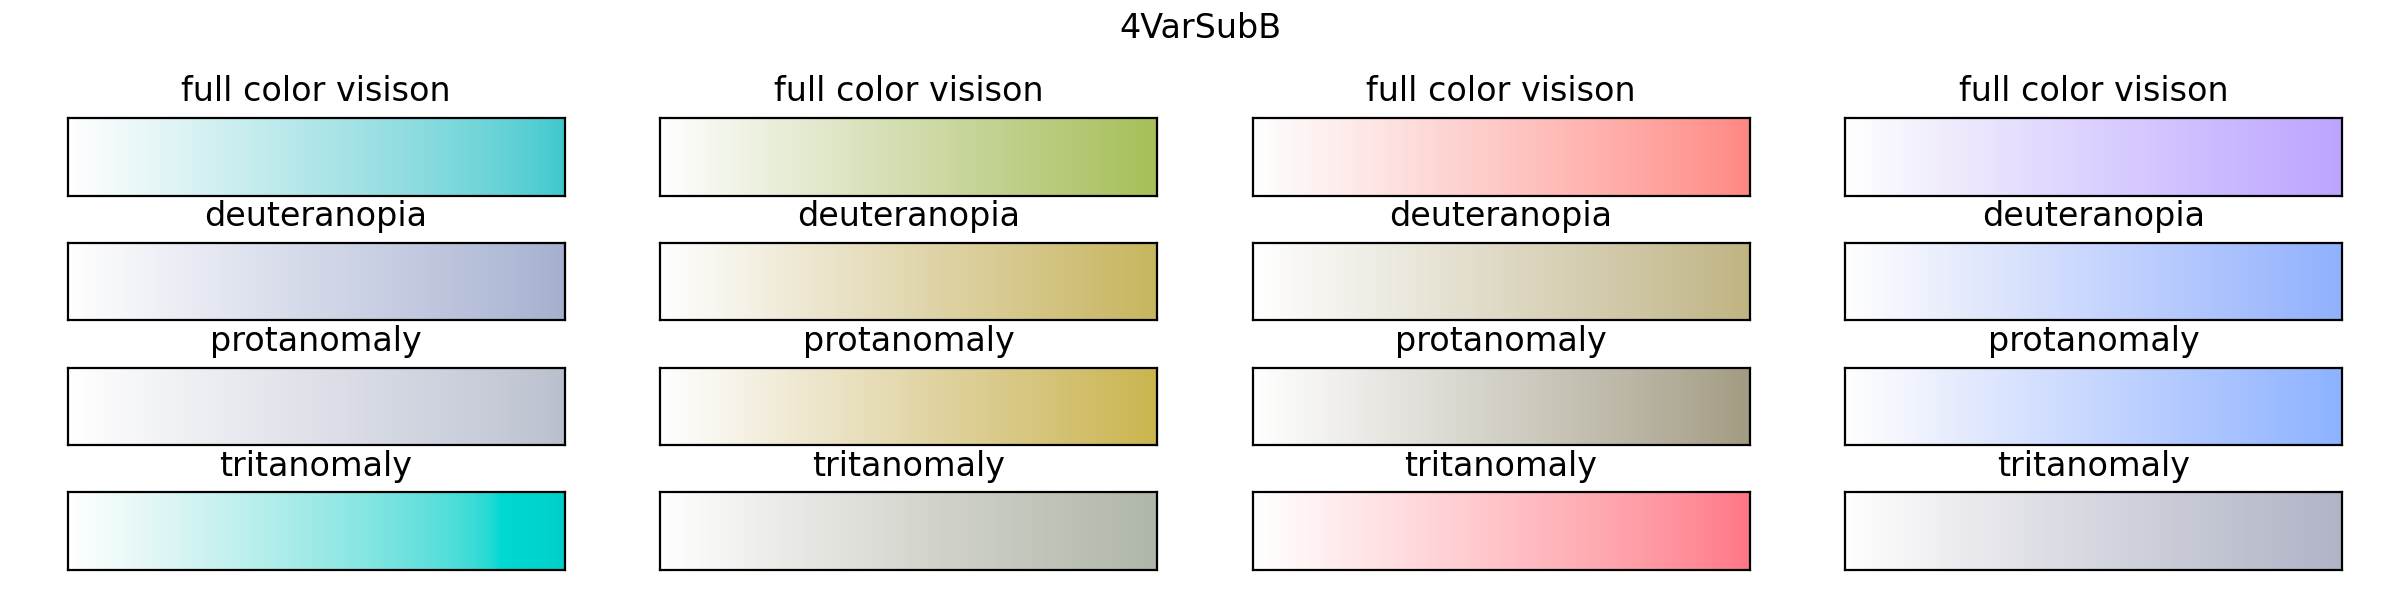 4VarSubB
full color visison
full color visison
full color visison
full color visison
deuteranopia
deuteranopia
deuteranopia
deuteranopia
protanomaly
protanomaly
protanomaly
protanomaly
tritanomaly
tritanomaly
tritanomaly
tritanomaly